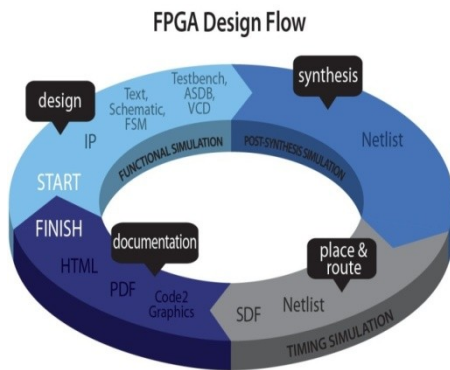 FPGA Design Flow
design
IP
Text,
Schematic,
FSM
Testbench,
ASDB,
VCD
synthesis
Netlist
START
FUNCTIONAL SIMULATION
POST-SYNTHESIS SIMULATION
FINISH
HTML
PDF
documentation
Code2
Graphics
place &
route
SDF
Netlist
TIMING SIMULATION